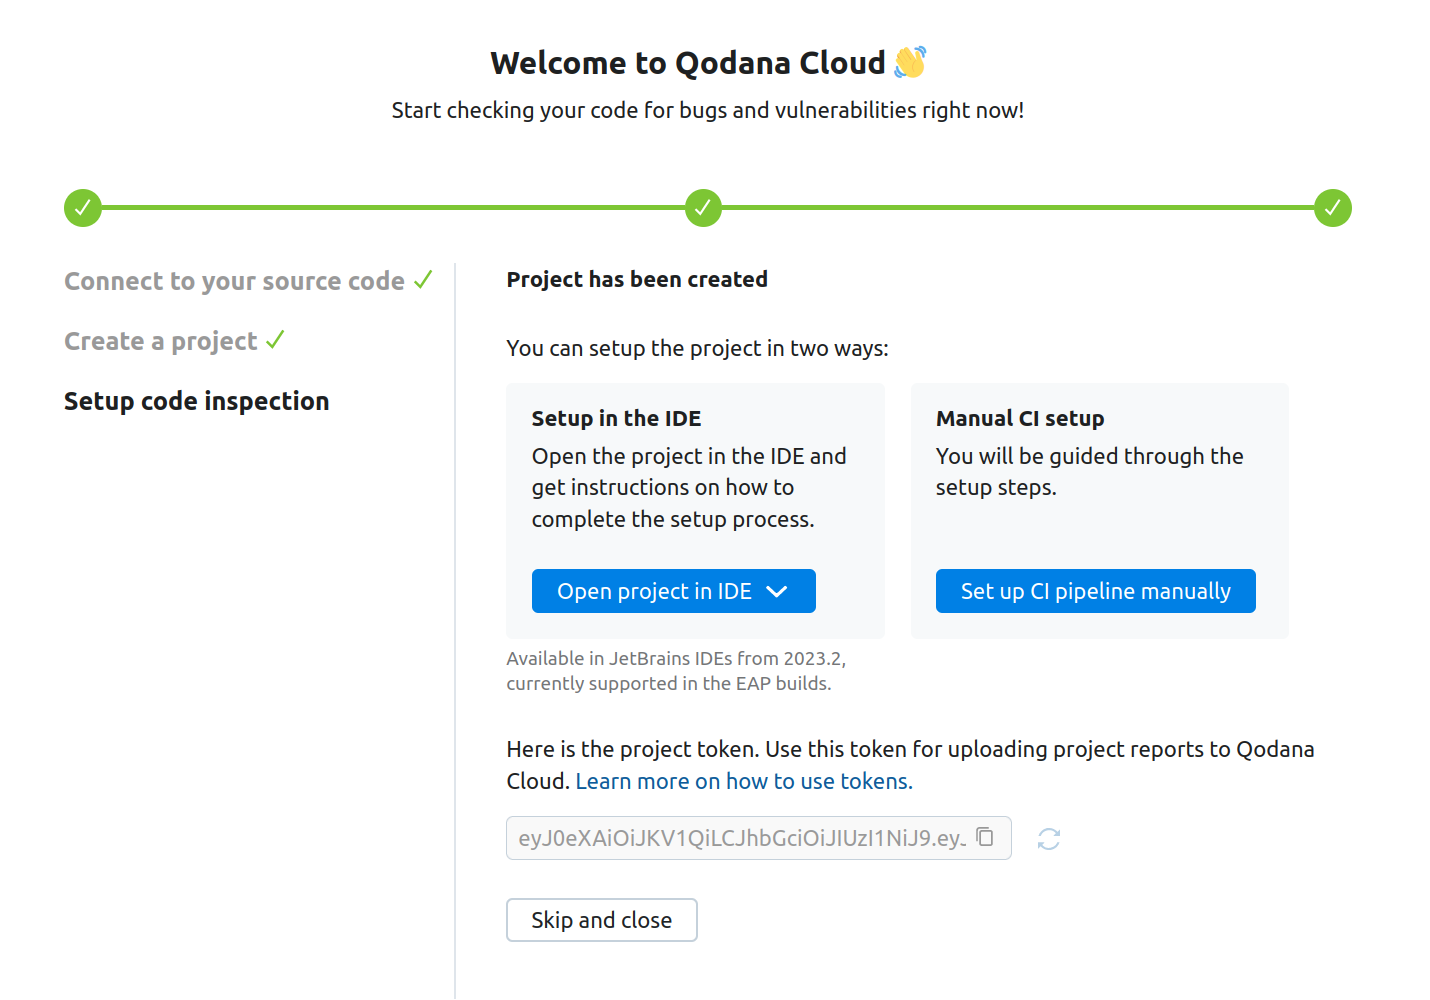 Welcome to Qodana Cloud 👋
Start checking your code for bugs and vulnerabilities right now!
Connect to your source code
Create a project
Setup code inspection
Project has been created
You can setup the project in two ways:
Setup in the IDE
Open the project in the IDE and
get instructions on how to
complete the setup process.
Open project in IDE
Available in JetBrains IDEs from 2023.2,
currently supported in the EAP builds.
Manual CI setup
You will be guided through the
setup steps.
Set up CI pipeline manually
Here is the project token. Use this token for uploading project reports to Qodana
Cloud. Learn more on how to use tokens.
eyJ0eXAiOiJKV1QiLCJhbGciOiJIUzI1NiJ9.eyJ
Skip and close